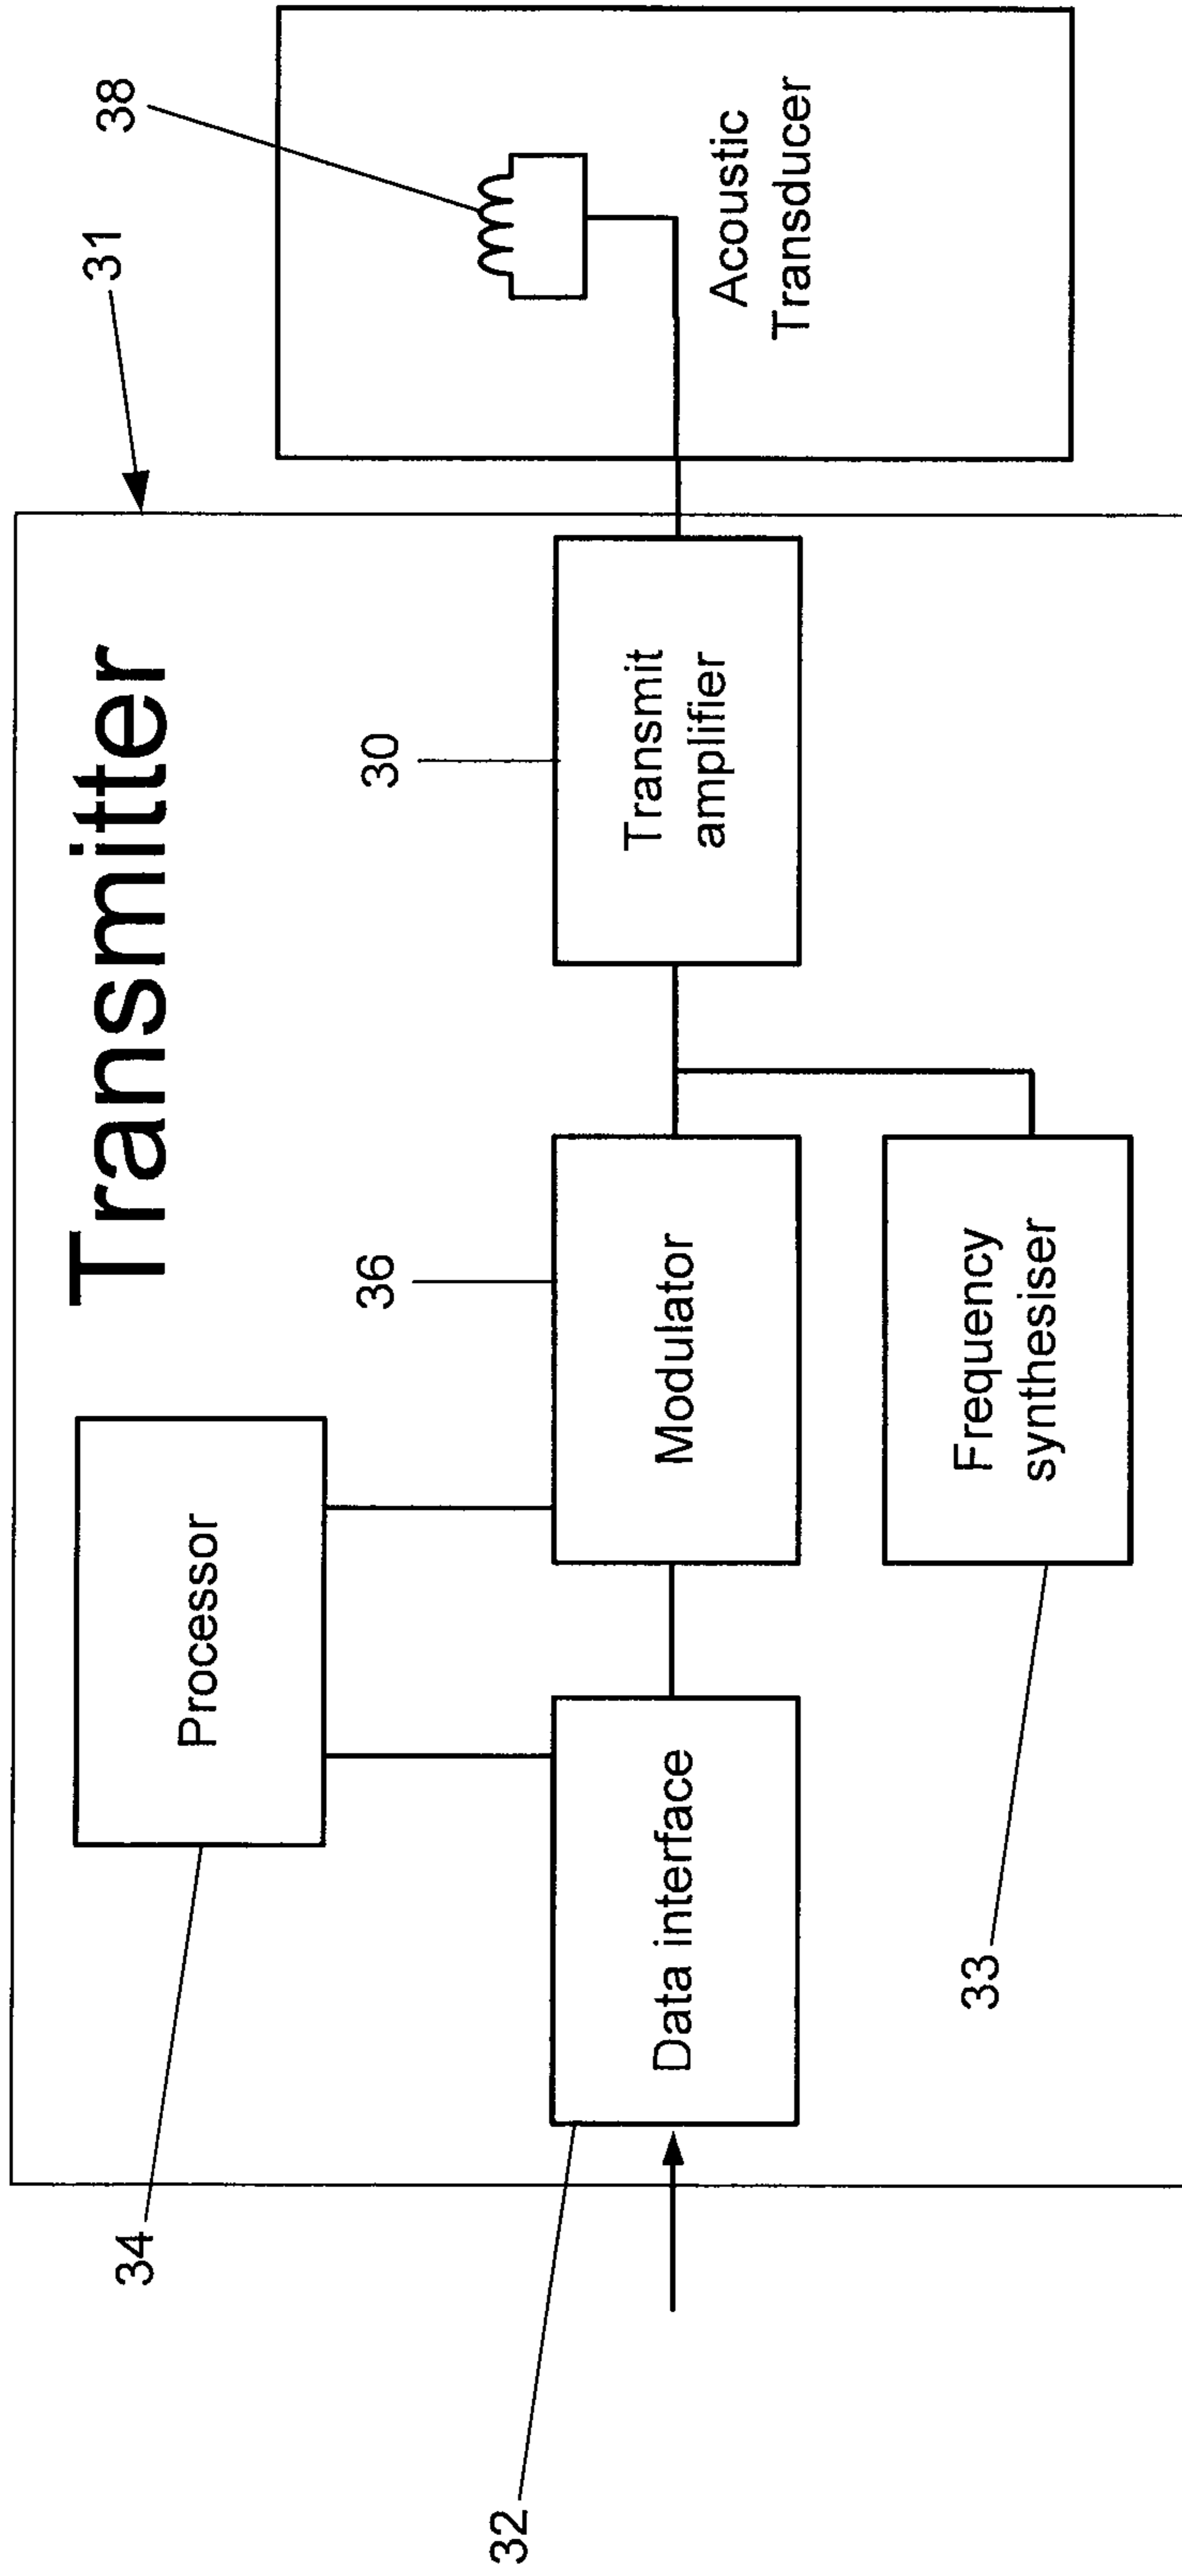 Transmitter
31
38
34
Processor
36
30
32
Data interface
Modulator
Transmit
amplifier
Acoustic
Transducer
33
Frequency
synthesiser